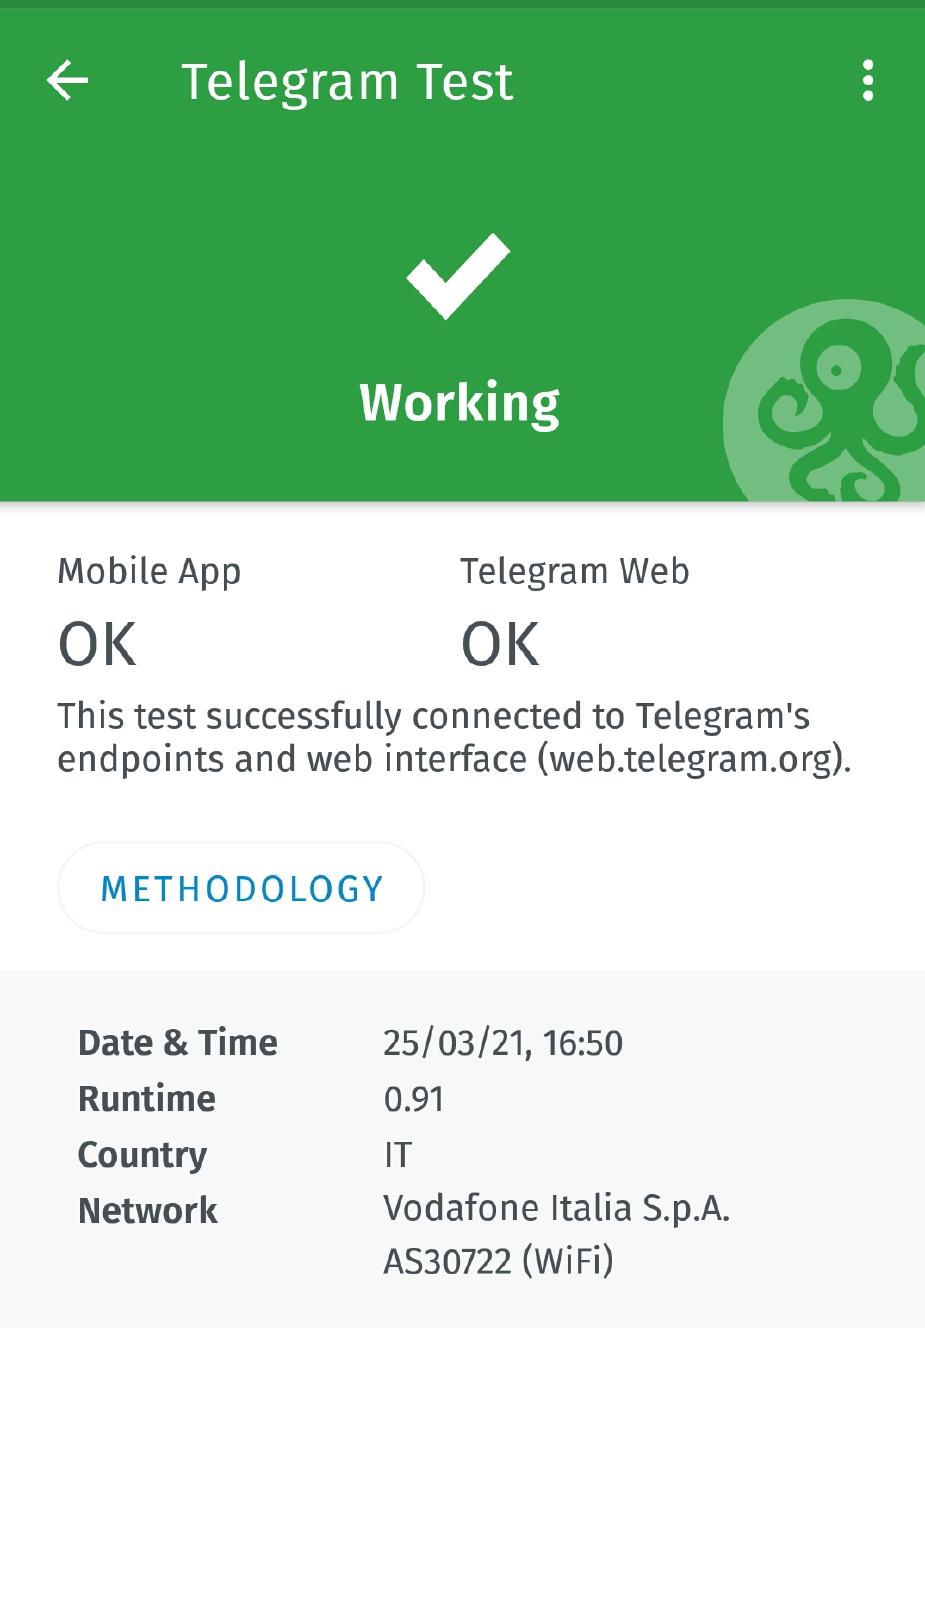 Telegram Test
Working
Mobile App
OK
Telegram Web
OK
This test successfully connected to Telegram's
endpoints and web interface (web.telegram.org).
METHODOLOGY
Date & Time 25/03/21, 16:50
Runtime 0.91
Country IT
Network Vodafone Italia S.p.A.
AS30722 (WiFi)